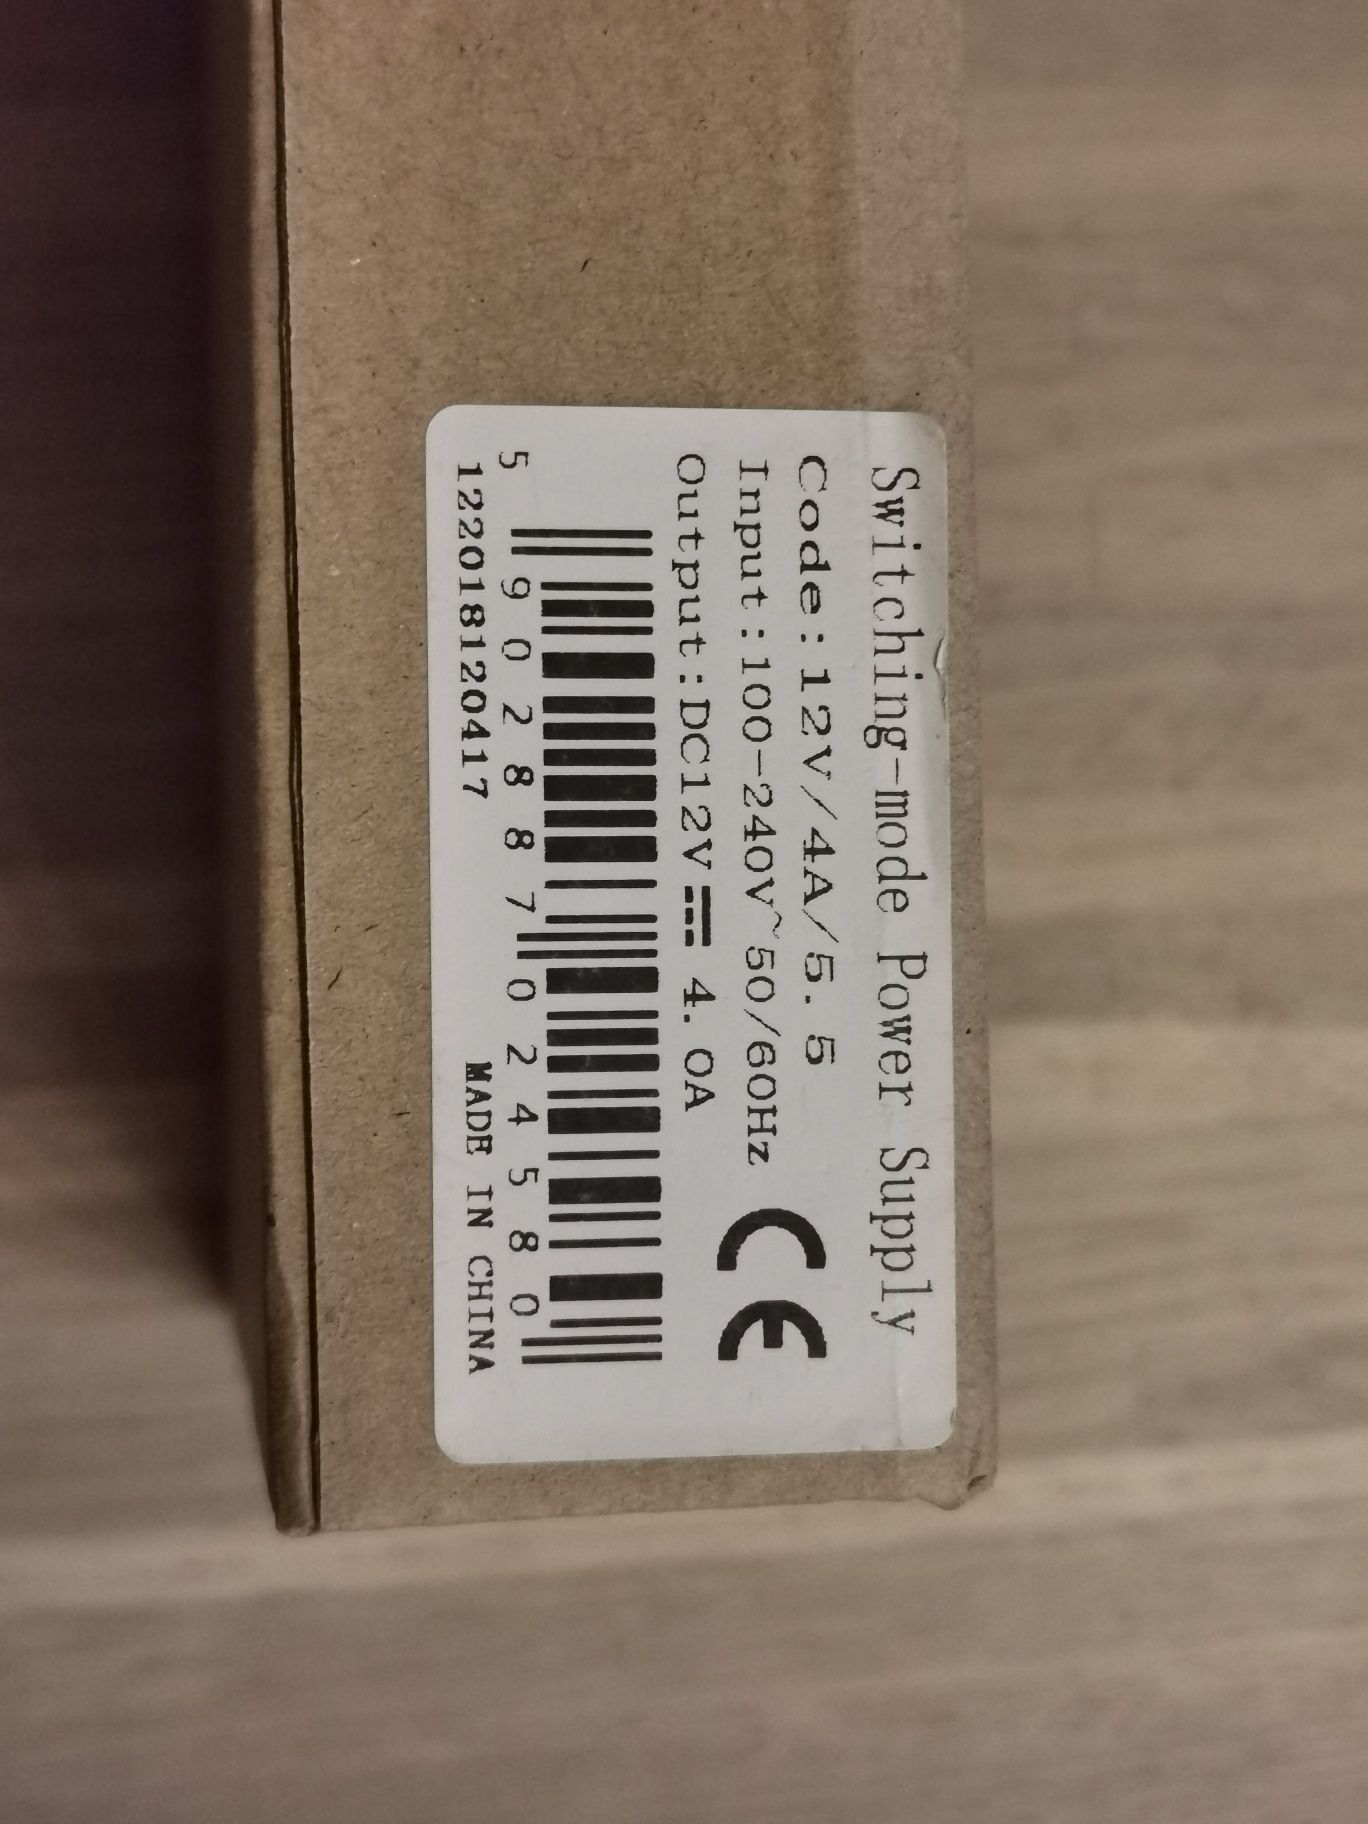 Switching-mode Power Supply
Code:12V/4A/5.5
Input:100-240V~50/60Hz
CE
Output:DC12V⎓ 4.0A
5 902887 024580
122018120417
MADE IN CHINA